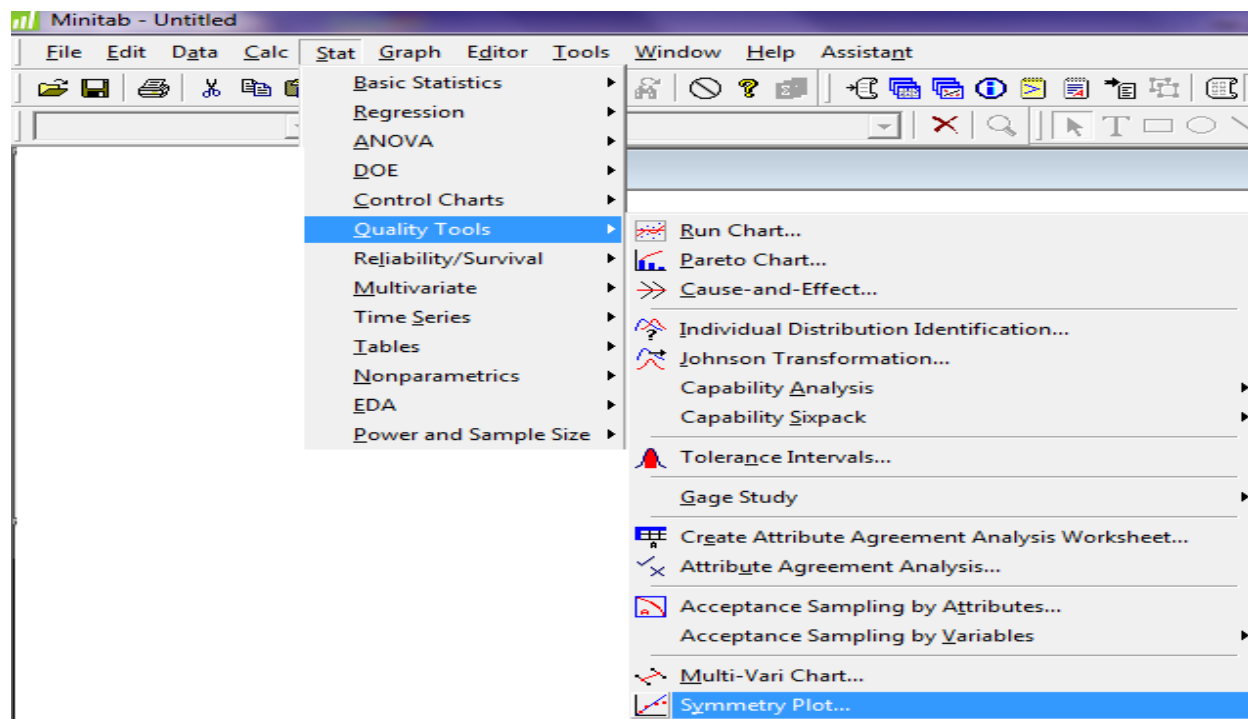 Minitab - Untitled
File Edit Data Calc Stat Graph Editor Tools Window Help Assistant
Basic Statistics
Regression
ANOVA
DOE
Control Charts
Quality Tools
Reliability/Survival
Multivariate
Time Series
Tables
Nonparametrics
EDA
Power and Sample Size
Run Chart...
Pareto Chart...
Cause-and-Effect...
Individual Distribution Identification...
Johnson Transformation...
Capability Analysis
Capability Sixpack
Tolerance Intervals...
Gage Study
Create Attribute Agreement Analysis Worksheet...
Attribute Agreement Analysis...
Acceptance Sampling by Attributes...
Acceptance Sampling by Variables
Multi-Vari Chart...
Symmetry Plot...